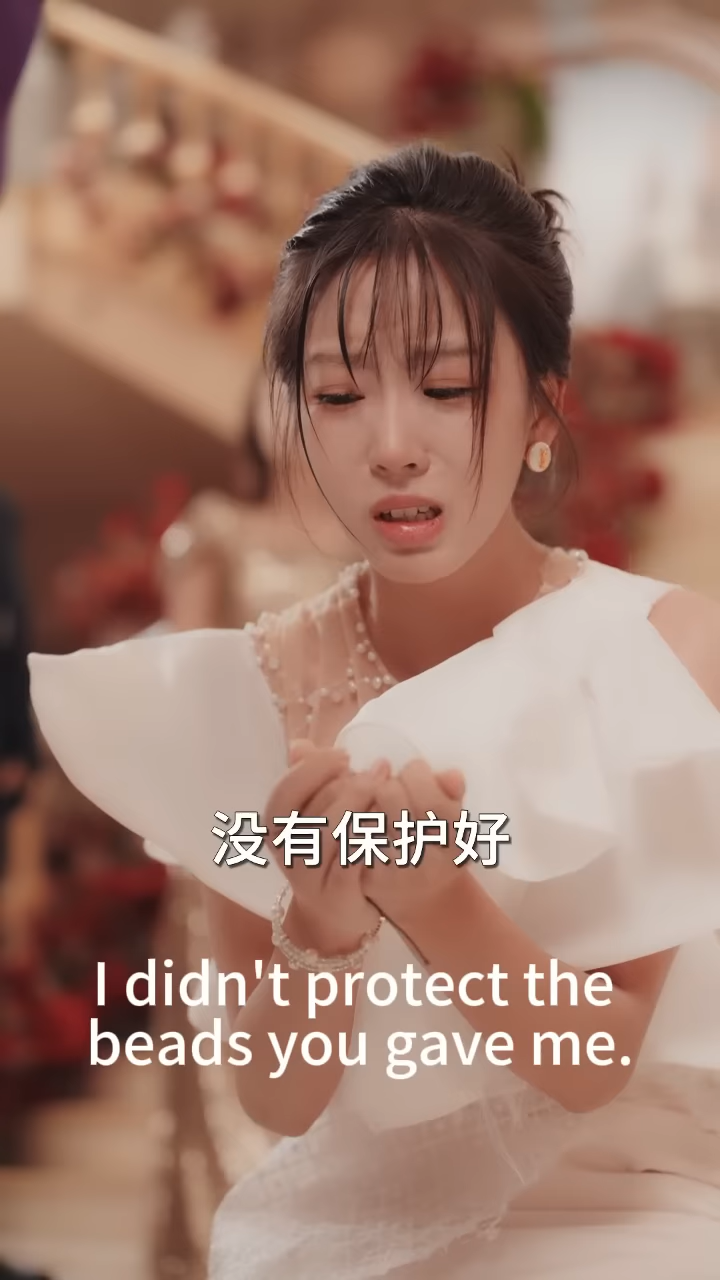 没有保护好
I didn't protect the
beads you gave me.